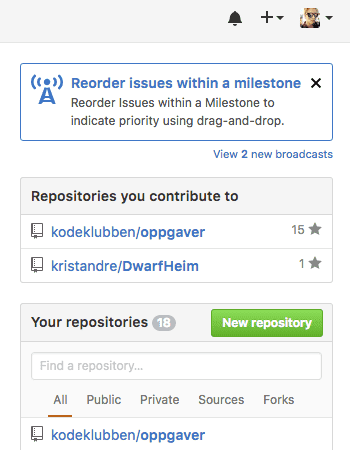 Reorder issues within a milestone
Reorder Issues within a Milestone to
indicate priority using drag-and-drop.
View 2 new broadcasts
Repositories you contribute to
kodeklubben/oppgaver 15
kristandre/DwarfHeim 1
Your repositories 18 New repository
Find a repository...
All Public Private Sources Forks
kodeklubben/oppgaver